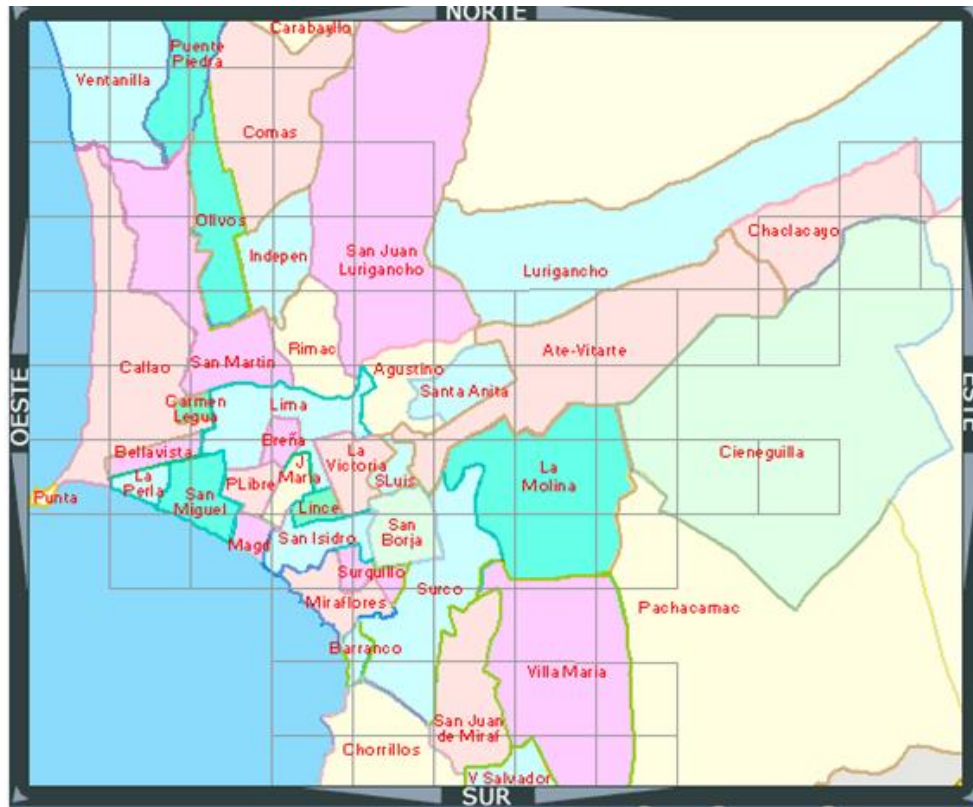 NORTE
Carabayllo
Puente
Piedra
Ventanilla
Comas
Olivos
Chaclacayo
Indepen
San Juan
Lurigancho
Lurigancho
Rimac
Ate-Vitarte
San Martin
Callao
Agustino
Santa Anita
OESTE
ESTE
Carmen
Legua
Lima
Breña
Bellavista
La
Victoria
Cieneguilla
J
Maria
La
Perla
La
Molina
PLibre
SLuis
Punta
San
Miguel
Lince
San
Borja
Magd
San Isidro
Surquillo
Surco
Miraflores
Pachacamac
Barranco
Villa Maria
San Juan
de Miraf
Chorrillos
V Salvador
SUR